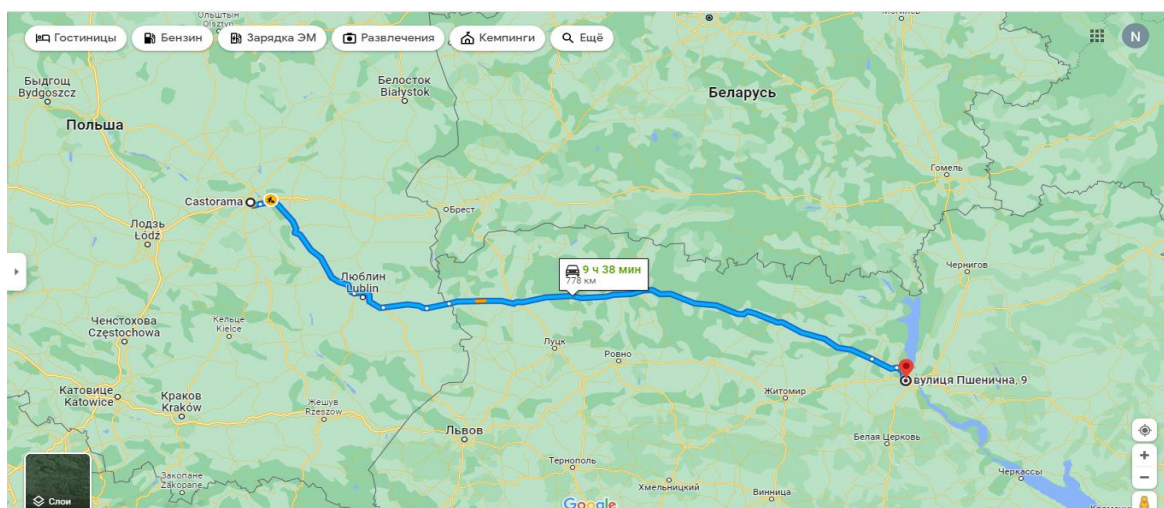 Ольштын
Olsztyn
Могилёв
Гостиницы
Бензин
Зарядка ЭМ
Развлечения
Кемпинги
Ещё
N
Быдгощ
Bydgoszcz
Белосток
Białystok
Беларусь
Польша
Гомель
Castorama
Брест
Лодзь
Łódź
Чернигов
9 ч 38 мин
778 км
Люблин
Lublin
Ченстохова
Częstochowa
Кельце
Kielce
Луцк
Ровно
вулиця Пшенична, 9
Житомир
Катовице
Katowice
Краков
Kraków
Жешув
Rzeszów
Львов
Белая Церковь
Тернополь
Черкассы
Закопане
Zakopane
Хмельницкий
Винница
Слои
Google